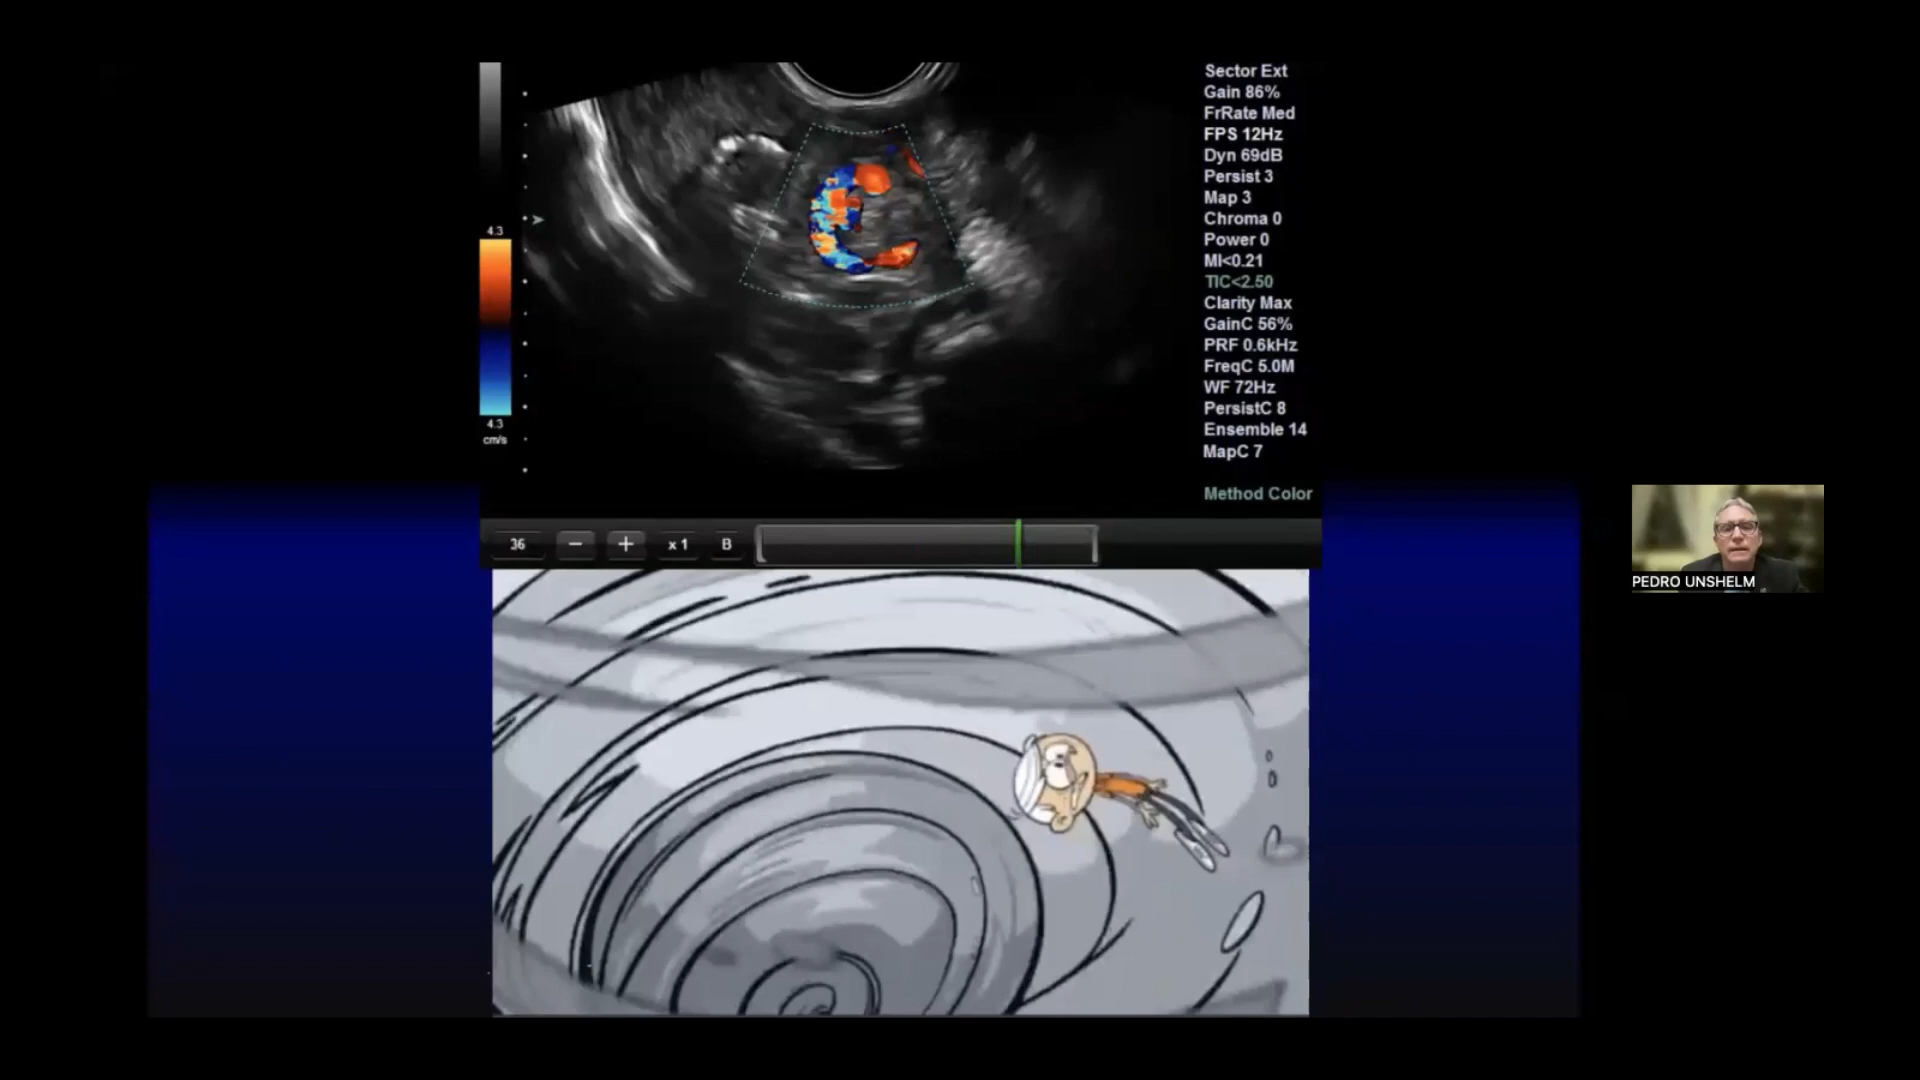 Sector Ext
Gain 86%
FrRate Med
FPS 12Hz
Dyn 69dB
Persist 3
Map 3
Chroma 0
Power 0
MI<0.21
TIC<2.50
Clarity Max
GainC 56%
PRF 0.6kHz
FreqC 5.0M
WF 72Hz
PersistC 8
Ensemble 14
MapC 7
Method Color
4.3
4.3
cm/s
36 − + x 1 B
PEDRO UNSHELM